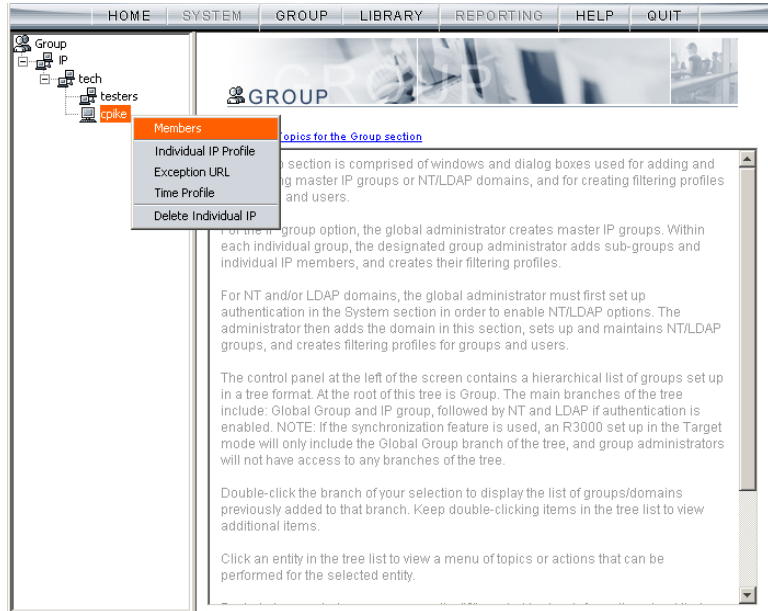 HOME SYSTEM GROUP LIBRARY REPORTING HELP QUIT
Group
IP
tech
testers
cpike
Members
Individual IP Profile
Exception URL
Time Profile
Delete Individual IP
GROUP
GROUP
opics for the Group section
section is comprised of windows and dialog boxes used for adding and
ng master IP groups or NT/LDAP domains, and for creating filtering profiles
and users.
group option, the global administrator creates master IP groups. Within
each individual group, the designated group administrator adds sub-groups and
individual IP members, and creates their filtering profiles.
For NT and/or LDAP domains, the global administrator must first set up
authentication in the System section in order to enable NT/LDAP options. The
administrator then adds the domain in this section, sets up and maintains NT/LDAP
groups, and creates filtering profiles for groups and users.
The control panel at the left of the screen contains a hierarchical list of groups set up
in a tree format. At the root of this tree is Group. The main branches of the tree
include: Global Group and IP group, followed by NT and LDAP if authentication is
enabled. NOTE: If the synchronization feature is used, an R3000 set up in the Target
mode will only include the Global Group branch of the tree, and group administrators
will not have access to any branches of the tree.
Double-click the branch of your selection to display the list of groups/domains
previously added to that branch. Keep double-clicking items in the tree list to view
additional items.
Click an entity in the tree list to view a menu of topics or actions that can be
performed for the selected entity.